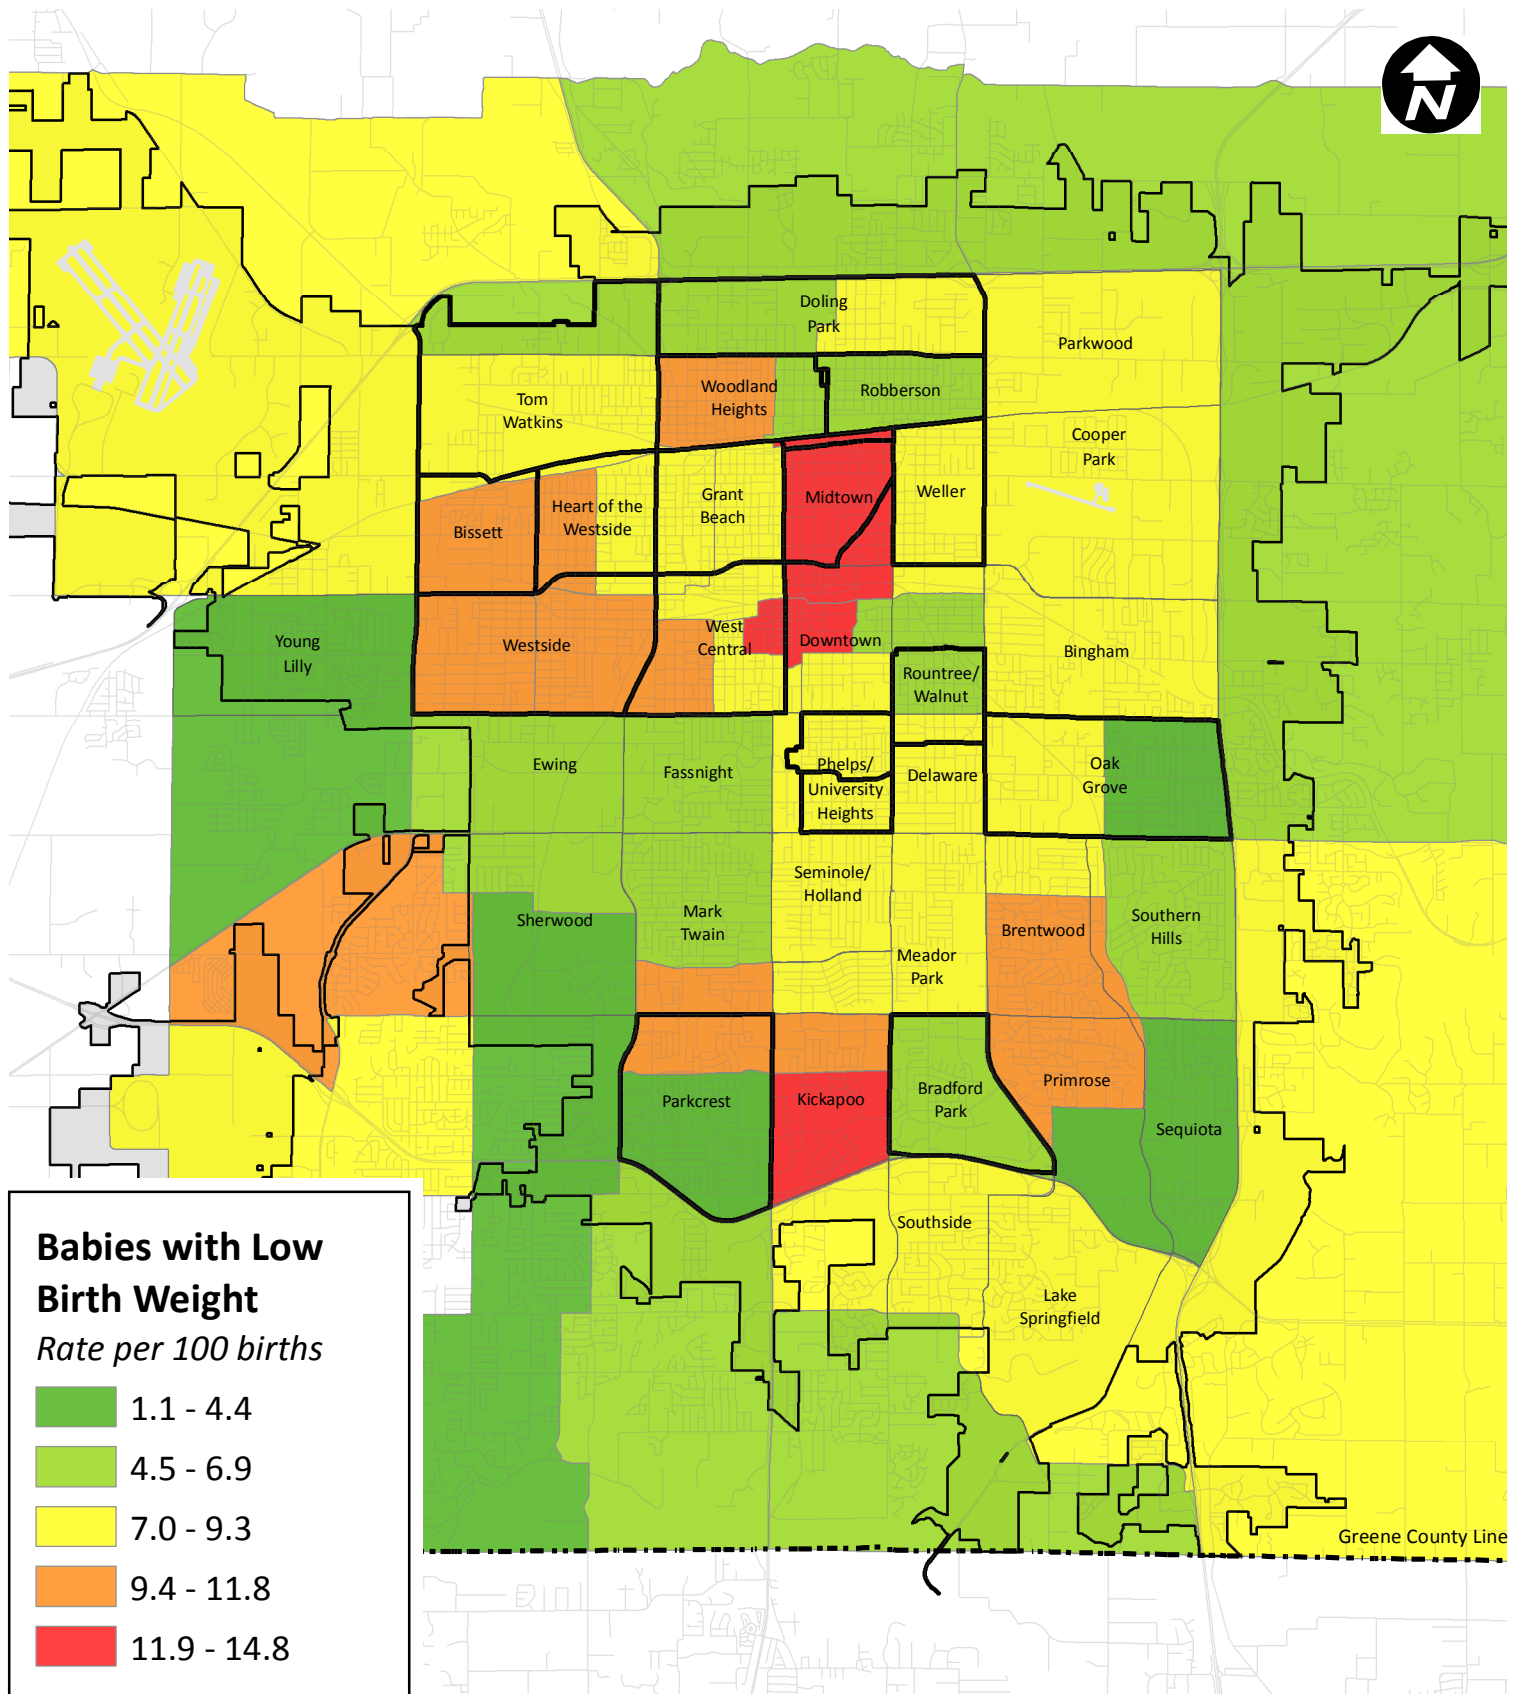 N
Doling
Park
Parkwood
Woodland
Heights
Robberson
Tom
Watkins
Cooper
Park
Grant
Beach
Midtown
Weller
Heart of the
Westside
Bissett
Young
Lilly
Westside
West
Central
Downtown
Bingham
Rountree/
Walnut
Ewing
Fassnight
Phelps/
University
Heights
Delaware
Oak
Grove
Seminole/
Holland
Sherwood
Mark
Twain
Brentwood
Southern
Hills
Meador
Park
Parkcrest
Kickapoo
Bradford
Park
Primrose
Sequiota
Southside
Lake
Springfield
Babies with Low
Birth Weight
Rate per 100 births
1.1 - 4.4
4.5 - 6.9
7.0 - 9.3
9.4 - 11.8
11.9 - 14.8
Greene County Line